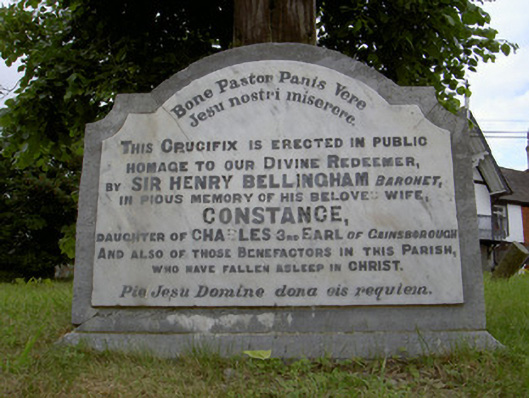 Bone Pastor Panis Vere
Jesu nostri miserere.
THIS CRUCIFIX IS ERECTED IN PUBLIC
HOMAGE TO OUR DIVINE REDEEMER,
BY SIR HENRY BELLINGHAM BARONET,
IN PIOUS MEMORY OF HIS BELOVED WIFE,
CONSTANCE,
DAUGHTER OF CHARLES 3RD EARL OF GAINSBOROUGH
AND ALSO OF THOSE BENEFACTORS IN THIS PARISH,
WHO HAVE FALLEN ASLEEP IN CHRIST.
Pie Jesu Domine dona eis requiem.